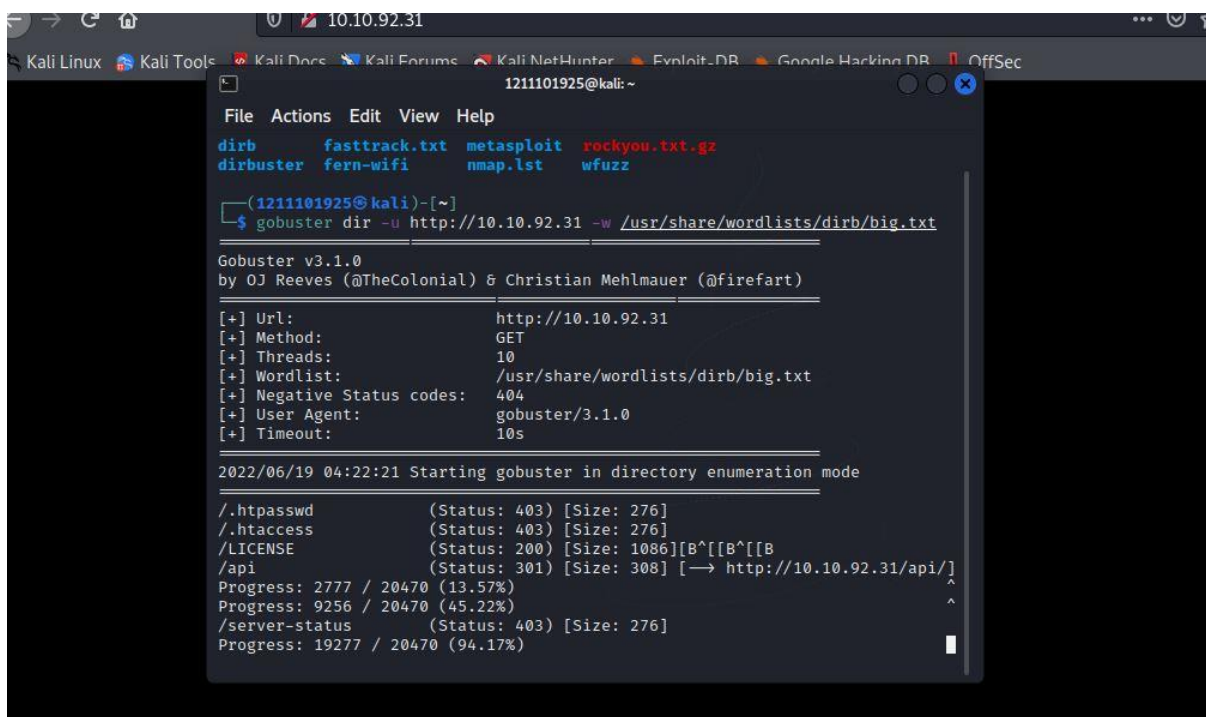 10.10.92.31
Kali Linux Kali Tools Kali Docs Kali Forums Kali NetHunter Exploit-DB Google Hacking DB OffSec
1211101925@kali: ~
File Actions Edit View Help
dirb fasttrack.txt metasploit rockyou.txt.gz
dirbuster fern-wifi nmap.lst wfuzz
(1211101925㉿kali)-[~]
$ gobuster dir -u http://10.10.92.31 -w /usr/share/wordlists/dirb/big.txt
Gobuster v3.1.0
by OJ Reeves (@TheColonial) & Christian Mehlmauer (@firefart)
[+] Url: http://10.10.92.31
[+] Method: GET
[+] Threads: 10
[+] Wordlist: /usr/share/wordlists/dirb/big.txt
[+] Negative Status codes: 404
[+] User Agent: gobuster/3.1.0
[+] Timeout: 10s
2022/06/19 04:22:21 Starting gobuster in directory enumeration mode
/.htpasswd (Status: 403) [Size: 276]
/.htaccess (Status: 403) [Size: 276]
/LICENSE (Status: 200) [Size: 1086][B^[[B^[[B
/api (Status: 301) [Size: 308] [--> http://10.10.92.31/api/]
Progress: 2777 / 20470 (13.57%) ^
Progress: 9256 / 20470 (45.22%) ^
/server-status (Status: 403) [Size: 276]
Progress: 19277 / 20470 (94.17%)